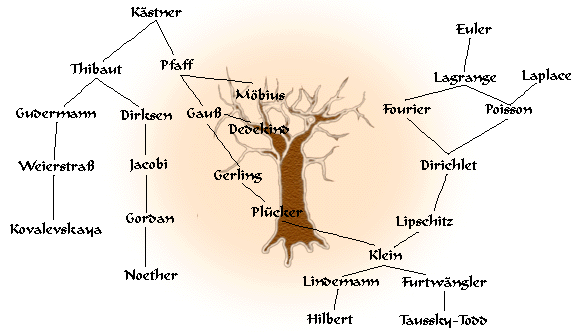 Kästner
Euler
Thibaut
Pfaff
Lagrange
Laplace
Möbius
Gudermann
Dirksen
Gauß
Fourier
Poisson
Dedekind
Weierstraß
Jacobi
Gerling
Dirichlet
Kovalevskaya
Gordan
Plücker
Lipschitz
Klein
Noether
Lindemann
Furtwängler
Hilbert
Taussky-Todd